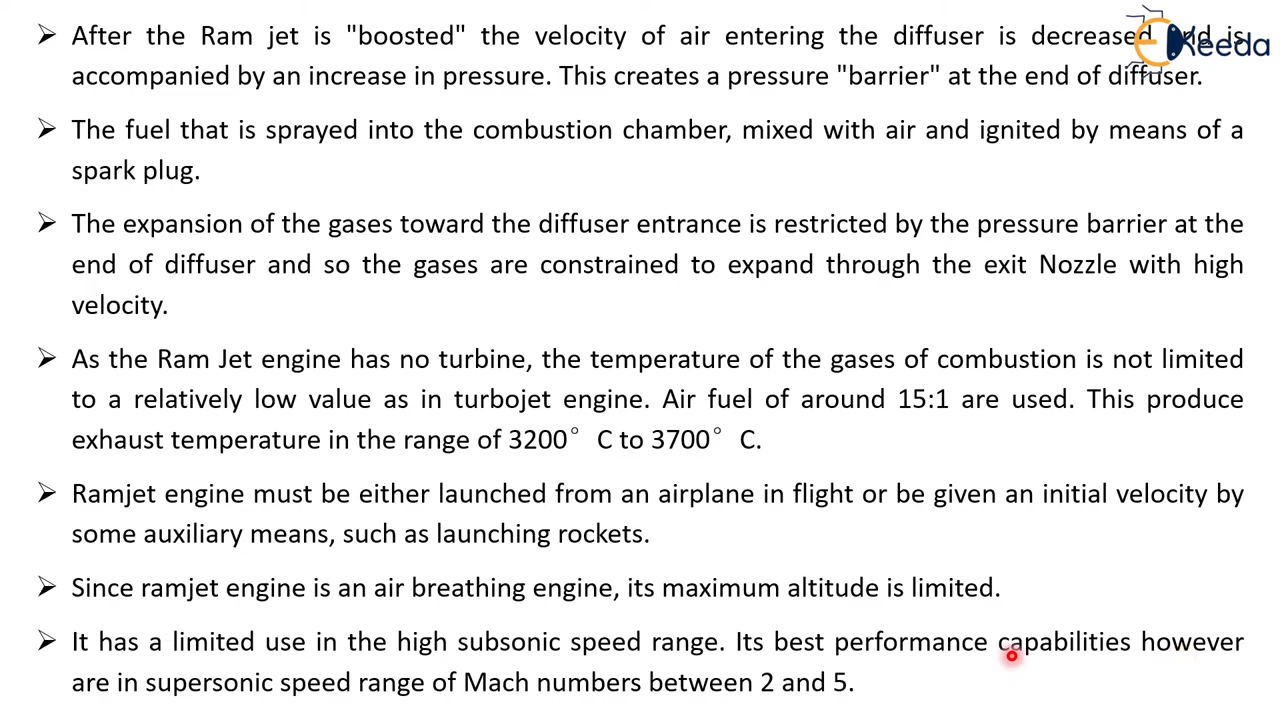 ➢ After the Ram jet is "boosted" the velocity of air entering the diffuser is decreased and is
accompanied by an increase in pressure. This creates a pressure "barrier" at the end of diffuser.
➢ The fuel that is sprayed into the combustion chamber, mixed with air and ignited by means of a
spark plug.
➢ The expansion of the gases toward the diffuser entrance is restricted by the pressure barrier at the
end of diffuser and so the gases are constrained to expand through the exit Nozzle with high
velocity.
➢ As the Ram Jet engine has no turbine, the temperature of the gases of combustion is not limited
to a relatively low value as in turbojet engine. Air fuel of around 15:1 are used. This produce
exhaust temperature in the range of 3200° C to 3700° C.
➢ Ramjet engine must be either launched from an airplane in flight or be given an initial velocity by
some auxiliary means, such as launching rockets.
➢ Since ramjet engine is an air breathing engine, its maximum altitude is limited.
➢ It has a limited use in the high subsonic speed range. Its best performance capabilities however
are in supersonic speed range of Mach numbers between 2 and 5.
EKeeda